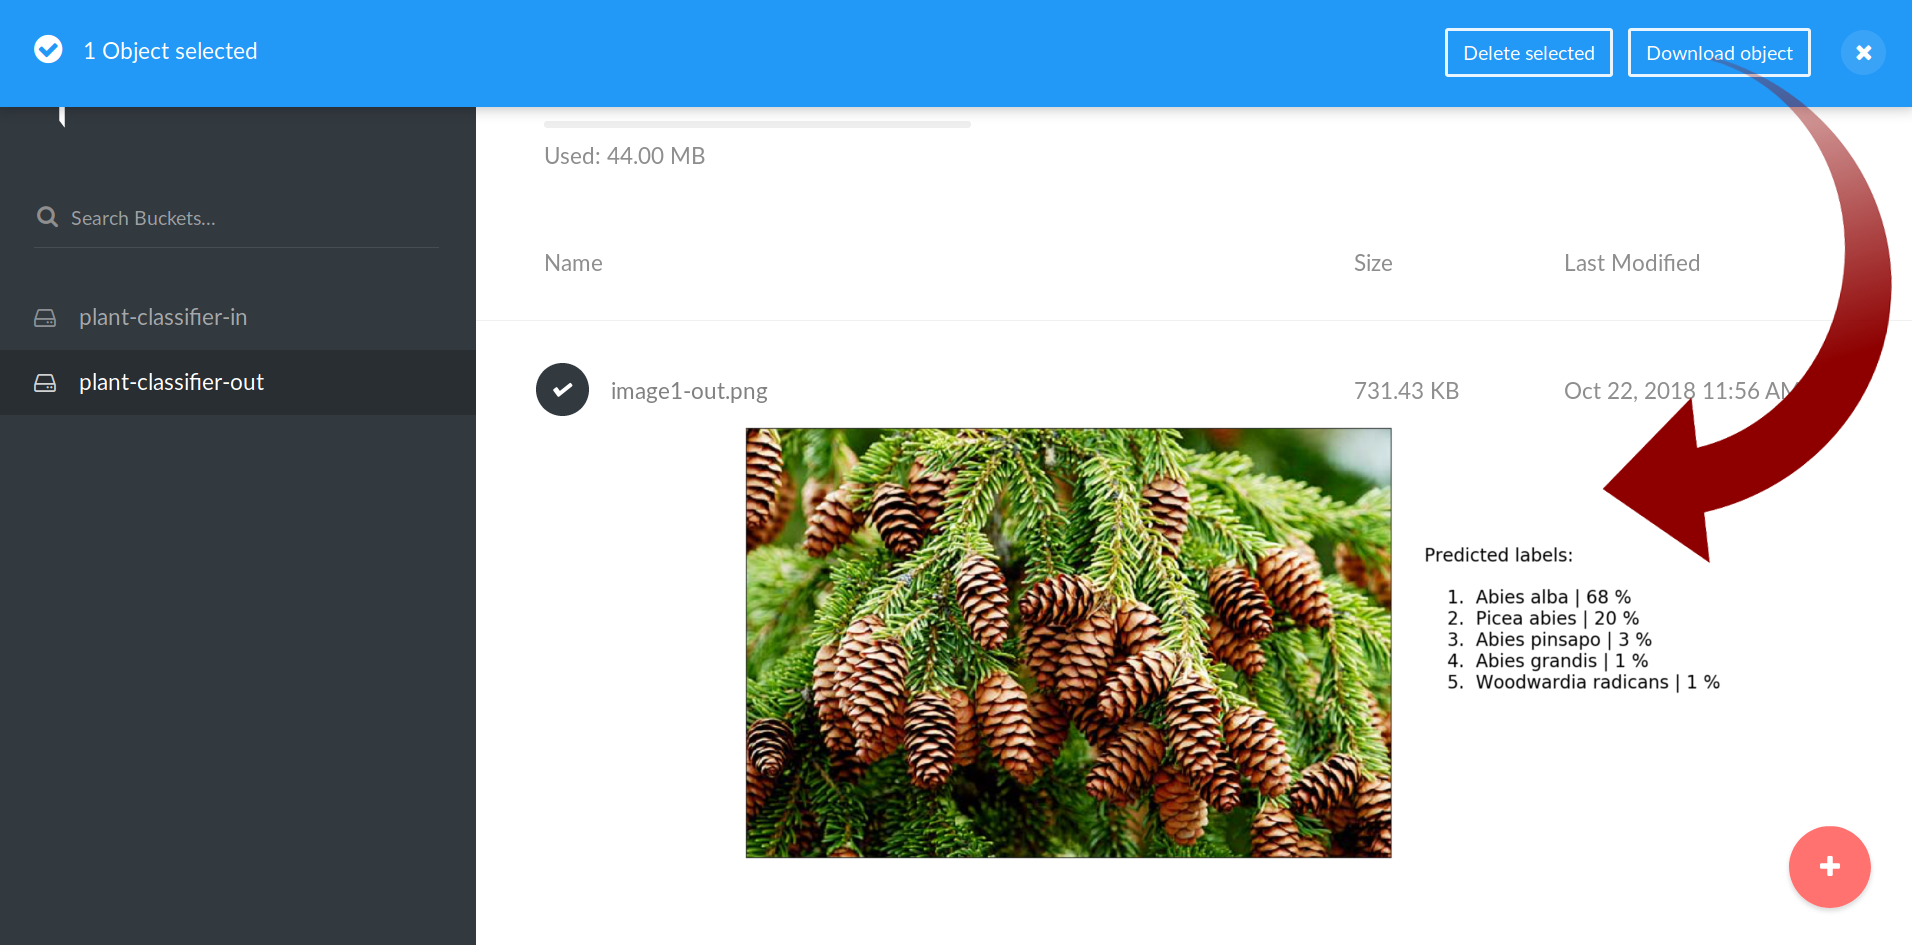 1 Object selected
Delete selected
Download object
Used: 44.00 MB
Search Buckets...
Name
Size
Last Modified
plant-classifier-in
plant-classifier-out
image1-out.png
731.43 KB
Oct 22, 2018 11:56 AM
Predicted labels:
1. Abies alba | 68 %
2. Picea abies | 20 %
3. Abies pinsapo | 3 %
4. Abies grandis | 1 %
5. Woodwardia radicans | 1 %